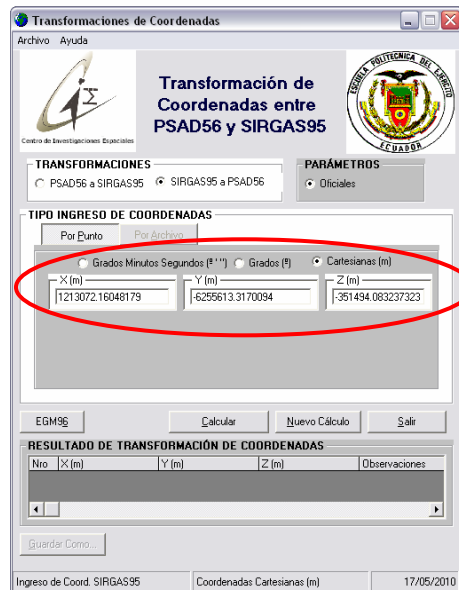 Transformaciones de Coordenadas
Archivo Ayuda
Σ
Centro de Investigaciones Espaciales
Transformación de
Coordenadas entre
PSAD56 y SIRGAS95
ESCUELA POLITECNICA DEL EJERCITO
ECUADOR
TRANSFORMACIONES
PSAD56 a SIRGAS95 SIRGAS95 a PSAD56
PARÁMETROS
Oficiales
TIPO INGRESO DE COORDENADAS
Por Punto Por Archivo
Grados Minutos Segundos (º ' '') Grados (º) Cartesianas (m)
X (m) Y (m) Z (m)
1213072.16048179 -6255613.3170094 -351494.083237323
EGM96 Calcular Nuevo Cálculo Salir
RESULTADO DE TRANSFORMACIÓN DE COORDENADAS
Nro X (m) Y (m) Z (m) Observaciones
Guardar Como...
Ingreso de Coord. SIRGAS95 Coordenadas Cartesianas (m) 17/05/2010